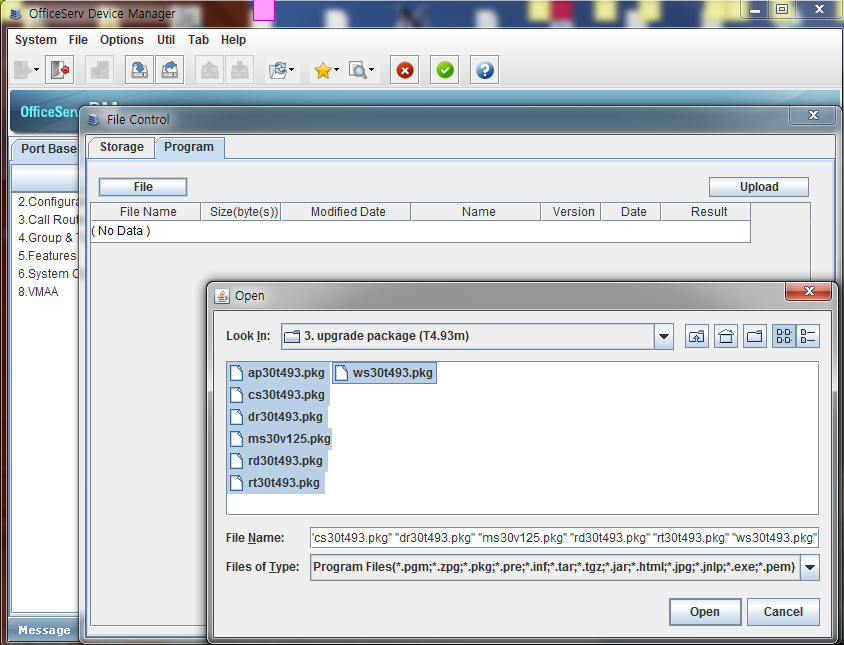 OfficeServ Device Manager
System File Options Util Tab Help
OfficeServ DM
File Control
Port Base
Storage Program
File Upload
File Name Size(byte(s)) Modified Date Name Version Date Result
( No Data )
2.Configura
3.Call Rout
4.Group & T
5.Features
6.System C
8.VMAA
Open
Look In: 3. upgrade package (T4.93m)
ap30t493.pkg ws30t493.pkg
cs30t493.pkg
dr30t493.pkg
ms30v125.pkg
rd30t493.pkg
rt30t493.pkg
File Name: 'cs30t493.pkg" "dr30t493.pkg" "ms30v125.pkg" "rd30t493.pkg" "rt30t493.pkg" "ws30t493.pkg"
Files of Type: Program Files(*.pgm;*.zpg;*.pkg;*.pre;*.inf;*.tar;*.tgz;*.jar;*.html;*.jpg;*.jnlp;*.exe;*.pem)
Open Cancel
Message